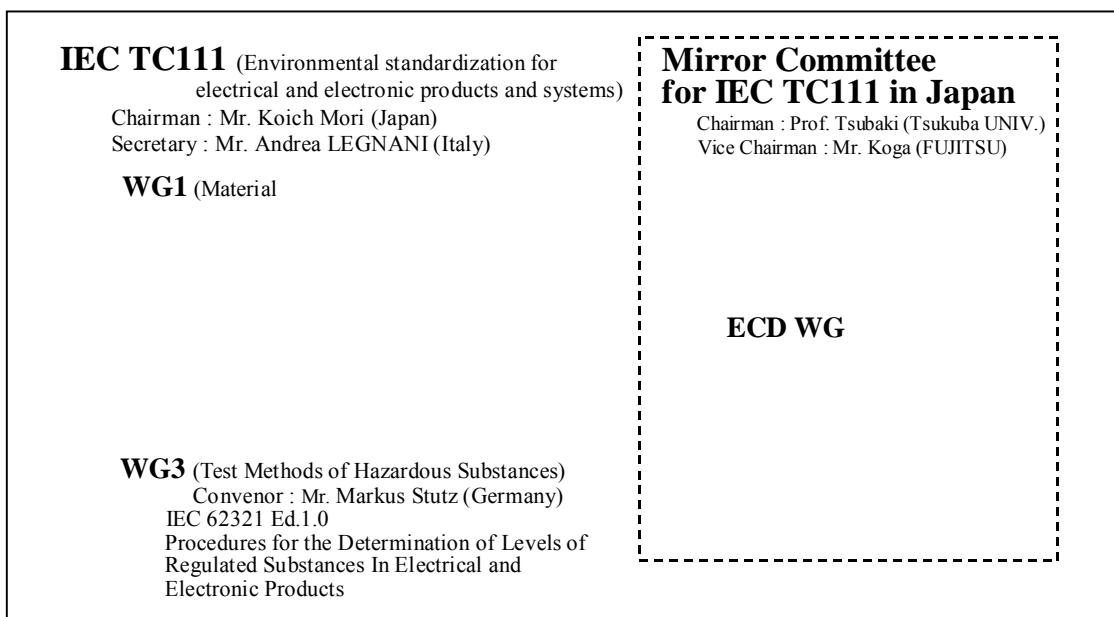 IEC TC111 (Environmental standardization for
electrical and electronic products and systems)
Chairman : Mr. Koich Mori (Japan)
Secretary : Mr. Andrea LEGNANI (Italy)
WG1 (Material
WG3 (Test Methods of Hazardous Substances)
Convenor : Mr. Markus Stutz (Germany)
IEC 62321 Ed.1.0
Procedures for the Determination of Levels of
Regulated Substances In Electrical and
Electronic Products
Mirror Committee
for IEC TC111 in Japan
Chairman : Prof. Tsubaki (Tsukuba UNIV.)
Vice Chairman : Mr. Koga (FUJITSU)
ECD WG